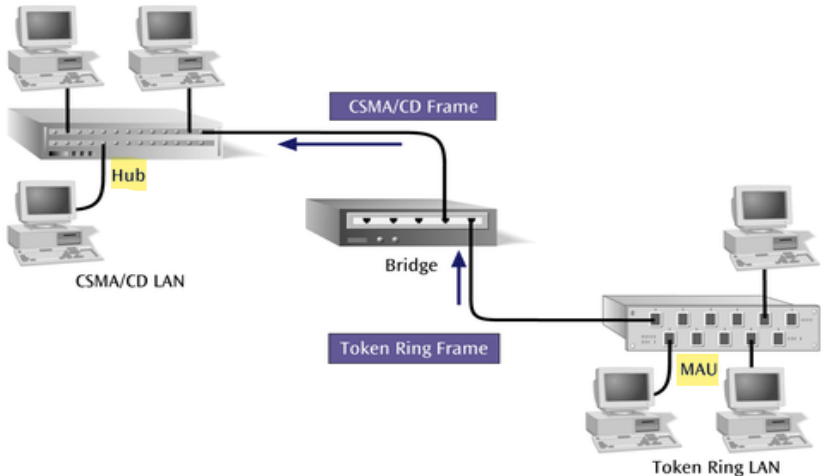 CSMA/CD Frame
Hub
CSMA/CD LAN
Bridge
Token Ring Frame
MAU
Token Ring LAN